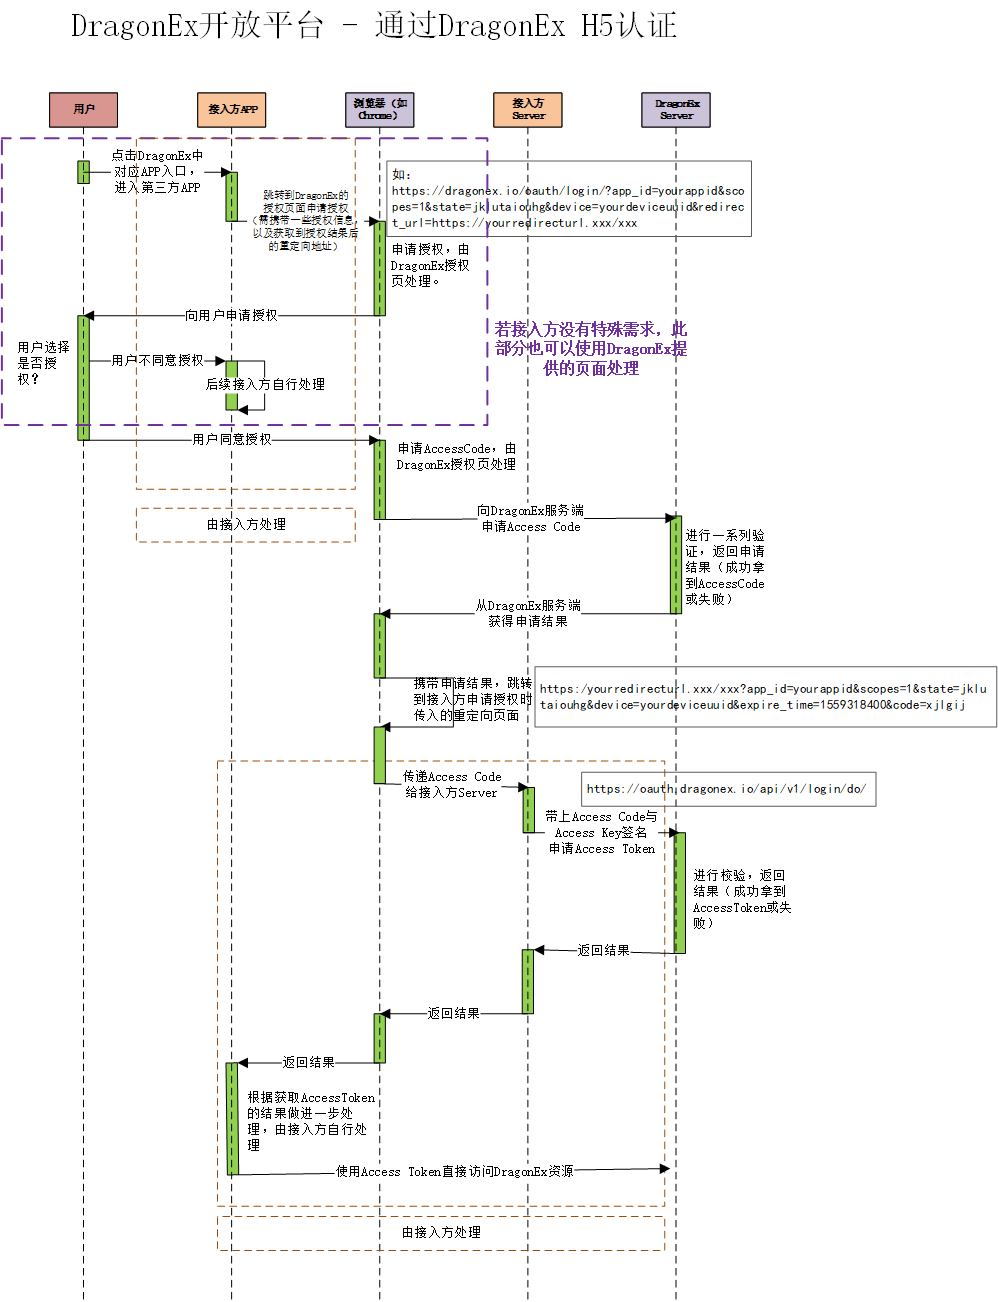 DragonEx开放平台 - 通过DragonEx H5认证
用户
接入方APP
浏览器（如
Chrome）
接入方
Server
DragonEx
Server
点击DragonEx中
对应APP入口，
进入第三方APP
跳转到DragonEx的
授权页面申请授权
（需携带一些授权信息，
以及获取到授权结果后
的重定向地址）
如：
https://dragonex.io/oauth/login/?app_id=yourappid&sco
pes=1&state=jklutaiouhg&device=yourdeviceuuid&redirec
t_url=https://yourredirecturl.xxx/xxx
申请授权，由
DragonEx授权
页处理。
向用户申请授权
若接入方没有特殊需求，此
部分也可以使用DragonEx提
供的页面处理
用户选择
是否授
权？
用户不同意授权
后续接入方自行处理
用户同意授权
申请AccessCode，由
DragonEx授权页处理
由接入方处理
向DragonEx服务端
申请Access Code
进行一系列验
证，返回申请
结果（成功拿
到AccessCode
或失败）
从DragonEx服务端
获得申请结果
携带申请结果，跳转
到接入方申请授权时
传入的重定向页面
https:/yourredirecturl.xxx/xxx?app_id=yourappid&scopes=1&state=jklu
taiouhg&device=yourdeviceuuid&expire_time=1559318400&code=xjlgij
传递Access Code
给接入方Server
https://oauth.dragonex.io/api/v1/login/do/
带上Access Code与
Access Key签名
申请Access Token
进行校验，返回
结果（成功拿到
AccessToken或失
败）
返回结果
返回结果
返回结果
根据获取AccessToken
的结果做进一步处
理，由接入方自行处
理
使用Access Token直接访问DragonEx资源
由接入方处理